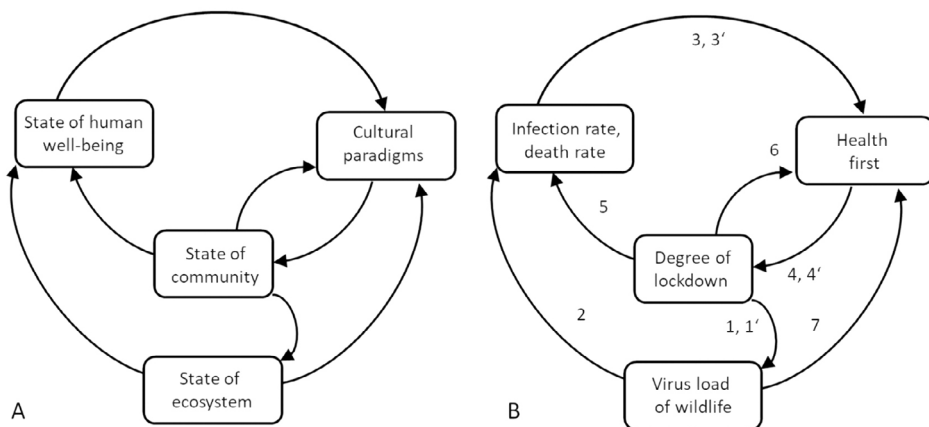 State of human
well-being
Cultural
paradigms
State of
community
State of
ecosystem
A
3, 3‘
Infection rate,
death rate
Health
first
6
5
Degree of
lockdown
4, 4‘
2
1, 1‘
7
Virus load
of wildlife
B